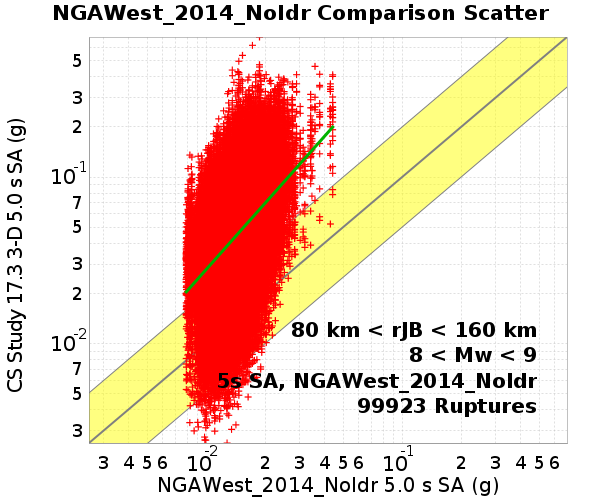 NGAWest_2014_NoIdr Comparison Scatter
CS Study 17.3 3-D 5.0 s SA (g)
5
3
2
10-1
7
5
3
2
10-2
7
5
3
80 km < rJB < 160 km
8 < Mw < 9
5s SA, NGAWest_2014_NoIdr
99923 Ruptures
3 4 5 6 10-2 2 3 4 5 6 10-1 2 3 4 5 6
NGAWest_2014_NoIdr 5.0 s SA (g)